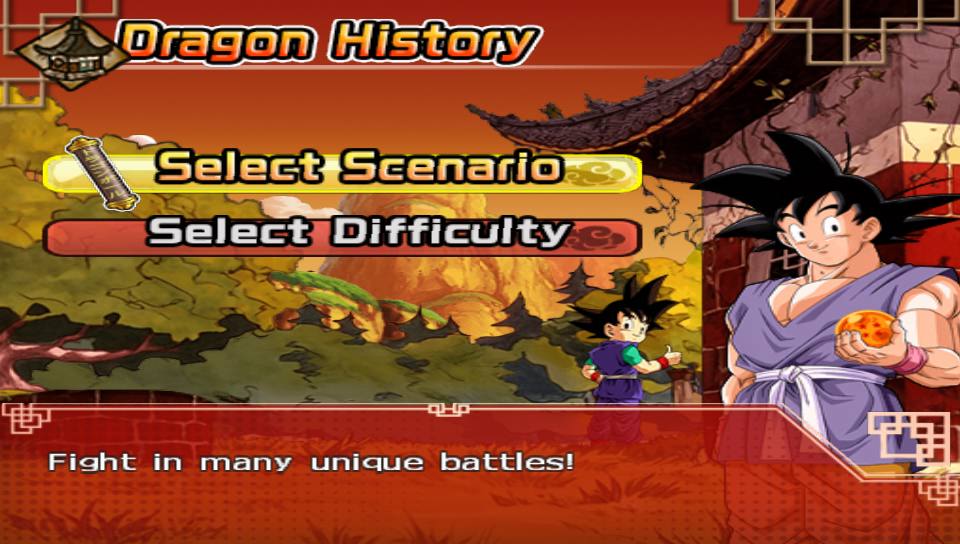 Dragon History
Select Scenario
Select Difficulty
Fight in many unique battles!